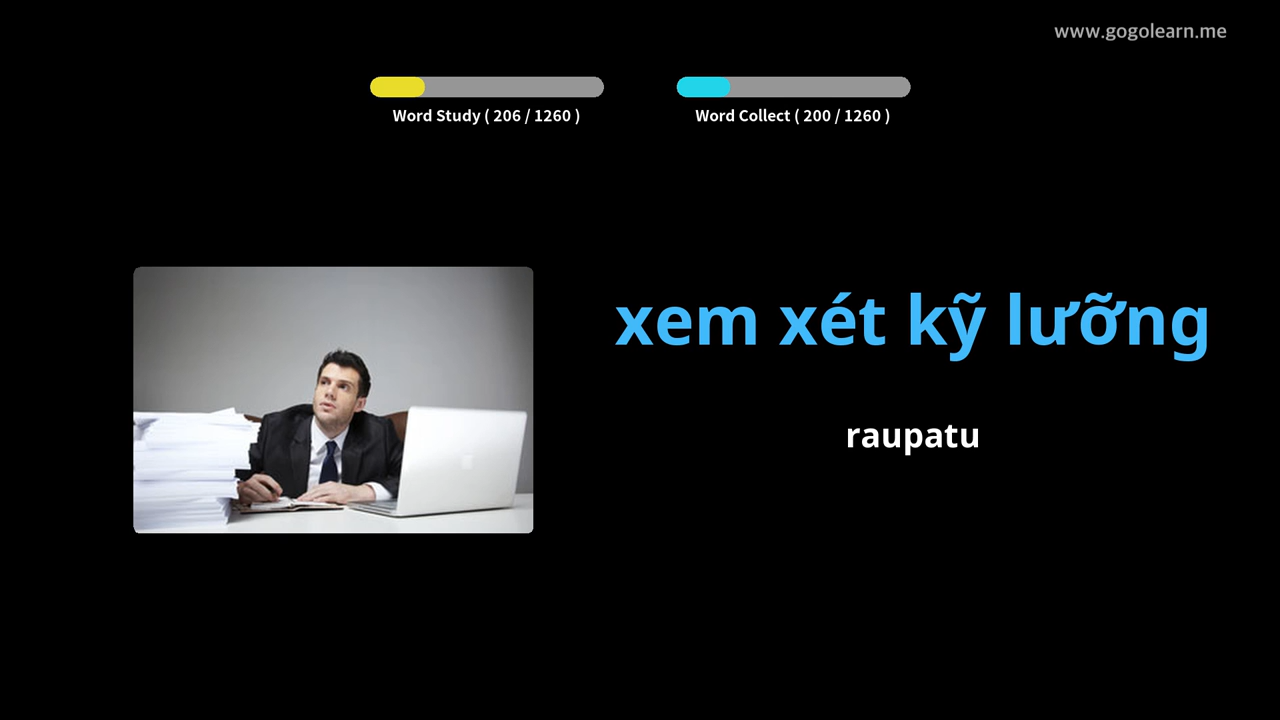 www.gogolearn.me
Word Study ( 206 / 1260 )
Word Collect ( 200 / 1260 )
xem xét kỹ lưỡng
raupatu